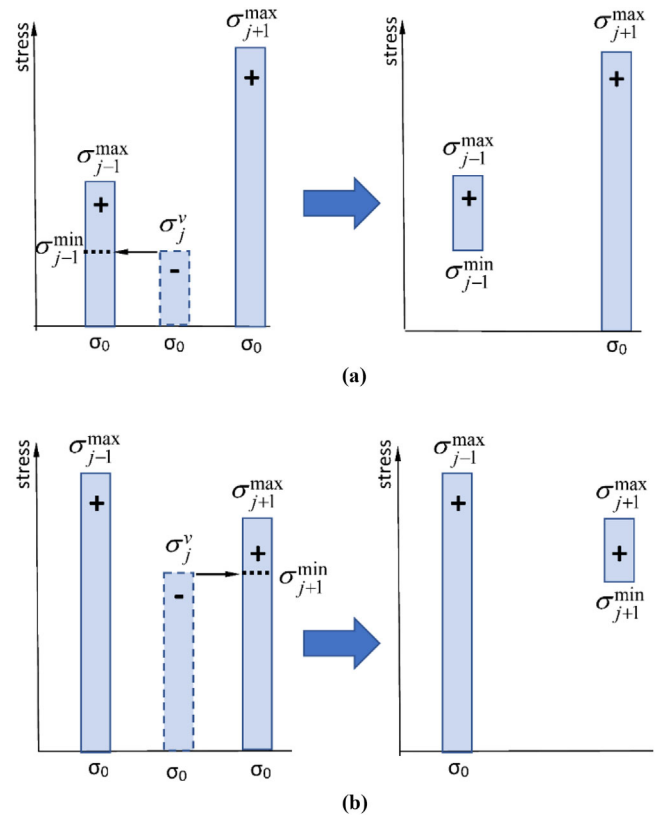 stress
σ_{j+1}^{max}
+
σ_{j-1}^{max}
+
σ_j^v
σ_{j-1}^{min}
-
σ₀ σ₀ σ₀
stress
σ_{j+1}^{max}
+
σ_{j-1}^{max}
+
σ_{j-1}^{min}
σ₀
(a)
stress
σ_{j-1}^{max}
+
σ_{j+1}^{max}
σ_j^v
+
-
σ_{j+1}^{min}
σ₀ σ₀ σ₀
stress
σ_{j-1}^{max}
+
σ_{j+1}^{max}
+
σ_{j+1}^{min}
σ₀
(b)